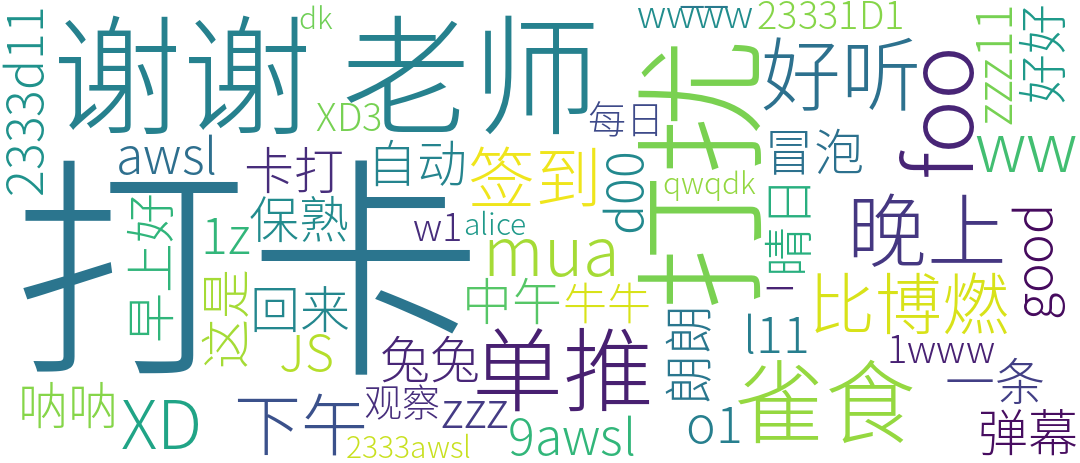 谢谢 老师
dk
wwww
23331D1
2333d11
XD3
每日
打扰
好听
foo
zzz11
好好
awsl
卡打
自动
签到
doo
qwqdk
冒泡
ww
打卡
早上好
1z
保熟
w1
alice
mua
晴日一
晚上
good
这是
回来
JS
中午
牛牛
朗朗
l11
比博燃
1www
呐呐
XD
下午
兔兔
观察
zzz
单推
9awsl
o1
雀食
一条
弹幕
2333awsl